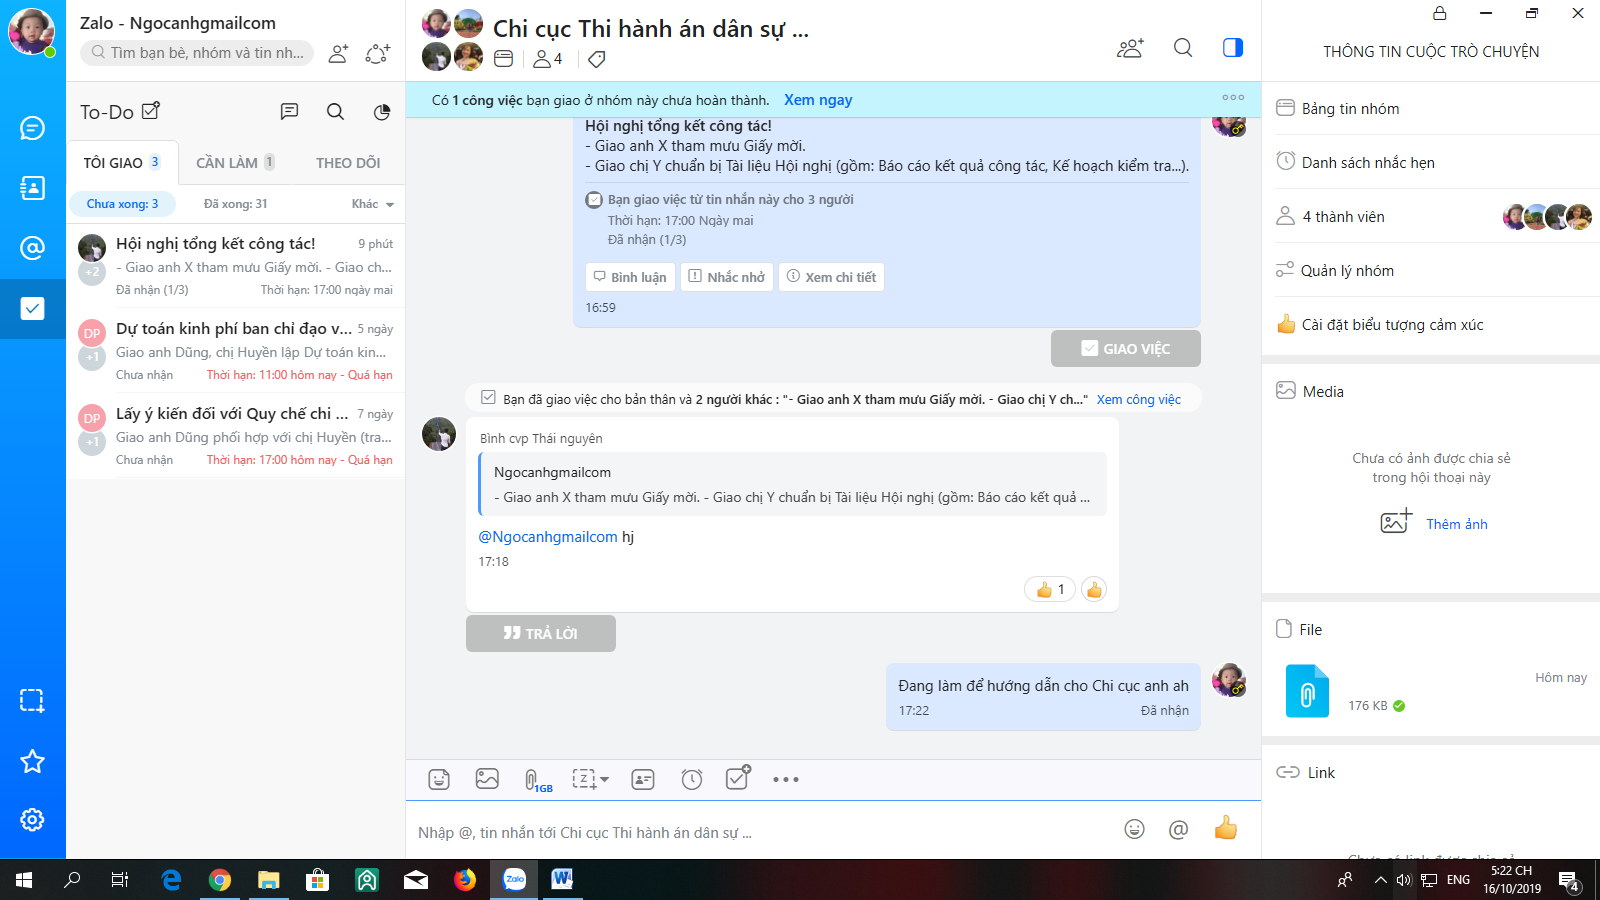 Zalo - Ngocanhgmailcom
Tìm bạn bè, nhóm và tin nh...
To-Do
TÔI GIAO 3
CẦN LÀM 1
THEO DÕI
Chưa xong: 3
Đã xong: 31
Khác
Hội nghị tổng kết công tác!
9 phút
+2
- Giao anh X tham mưu Giấy mời. - Giao ch...
Đã nhận (1/3)
Thời hạn: 17:00 ngày mai
DP
Dự toán kinh phí ban chỉ đạo v...
5 ngày
+1
Giao anh Dũng, chị Huyền lập Dự toán kin...
Chưa nhận
Thời hạn: 11:00 hôm nay - Quá hạn
DP
Lấy ý kiến đối với Quy chế chi ...
7 ngày
+1
Giao anh Dũng phối hợp với chị Huyền (tra...
Chưa nhận
Thời hạn: 17:00 hôm nay - Quá hạn
Chi cục Thi hành án dân sự ...
4
Có 1 công việc bạn giao ở nhóm này chưa hoàn thành. Xem ngay
Hội nghị tổng kết công tác!
- Giao anh X tham mưu Giấy mời.
- Giao chị Y chuẩn bị Tài liệu Hội nghị (gồm: Báo cáo kết quả công tác, Kế hoạch kiểm tra...).
Bạn giao việc từ tin nhắn này cho 3 người
Thời hạn: 17:00 Ngày mai
Đã nhận (1/3)
Bình luận
Nhắc nhở
Xem chi tiết
16:59
GIAO VIỆC
Bạn đã giao việc cho bản thân và 2 người khác : "- Giao anh X tham mưu Giấy mời. - Giao chị Y ch..." Xem công việc
Bình cvp Thái nguyên
Ngocanhgmailcom
- Giao anh X tham mưu Giấy mời. - Giao chị Y chuẩn bị Tài liệu Hội nghị (gồm: Báo cáo kết quả ...
@Ngocanhgmailcom hj
17:18
1
TRẢ LỜI
Đang làm để hướng dẫn cho Chi cục anh ah
17:22
Đã nhận
1GB
Nhập @, tin nhắn tới Chi cục Thi hành án dân sự ...
THÔNG TIN CUỘC TRÒ CHUYỆN
Bảng tin nhóm
Danh sách nhắc hẹn
4 thành viên
Quản lý nhóm
Cài đặt biểu tượng cảm xúc
Media
Chưa có ảnh được chia sẻ
trong hội thoại này
Thêm ảnh
File
Hôm nay
176 KB
Link
Chưa có link được chia sẻ
Zalo
ENG
5:22 CH
16/10/2019
4